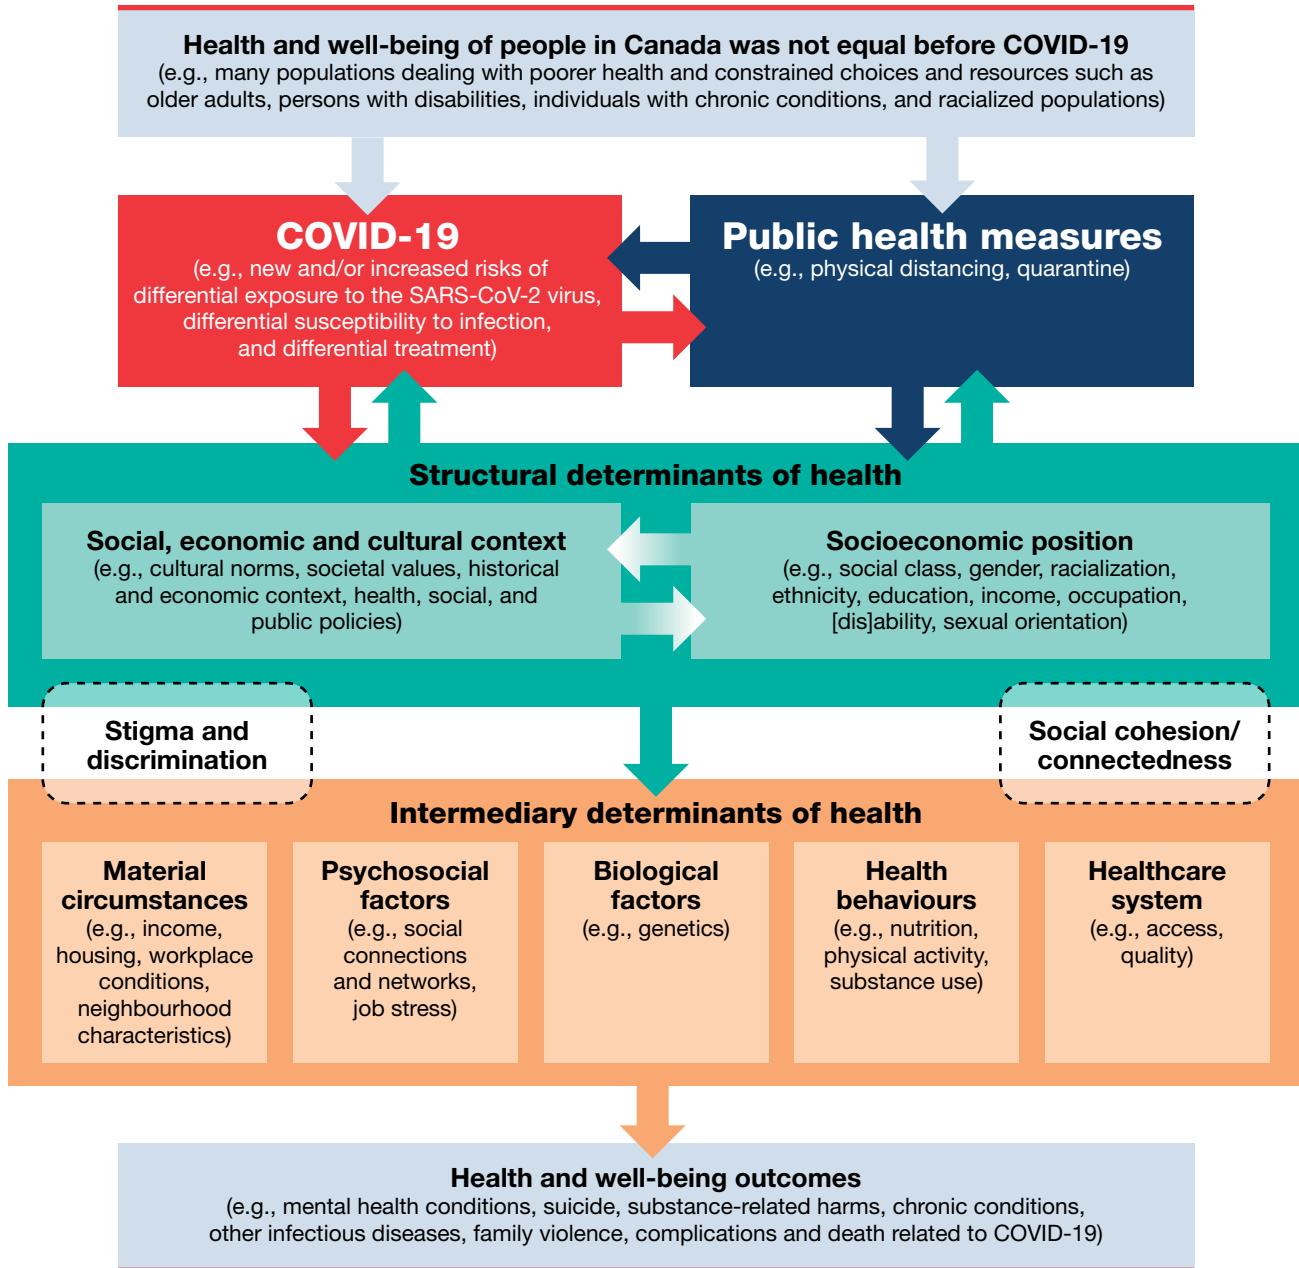 Health and well-being of people in Canada was not equal before COVID-19
(e.g., many populations dealing with poorer health and constrained choices and resources such as
older adults, persons with disabilities, individuals with chronic conditions, and racialized populations)
COVID-19
(e.g., new and/or increased risks of
differential exposure to the SARS-CoV-2 virus,
differential susceptibility to infection,
and differential treatment)
Public health measures
(e.g., physical distancing, quarantine)
Structural determinants of health
Social, economic and cultural context
(e.g., cultural norms, societal values, historical
and economic context, health, social, and
public policies)
Socioeconomic position
(e.g., social class, gender, racialization,
ethnicity, education, income, occupation,
[dis]ability, sexual orientation)
Stigma and
discrimination
Social cohesion/
connectedness
Intermediary determinants of health
Material
circumstances
(e.g., income,
housing, workplace
conditions,
neighbourhood
characteristics)
Psychosocial
factors
(e.g., social
connections
and networks,
job stress)
Biological
factors
(e.g., genetics)
Health
behaviours
(e.g., nutrition,
physical activity,
substance use)
Healthcare
system
(e.g., access,
quality)
Health and well-being outcomes
(e.g., mental health conditions, suicide, substance-related harms, chronic conditions,
other infectious diseases, family violence, complications and death related to COVID-19)